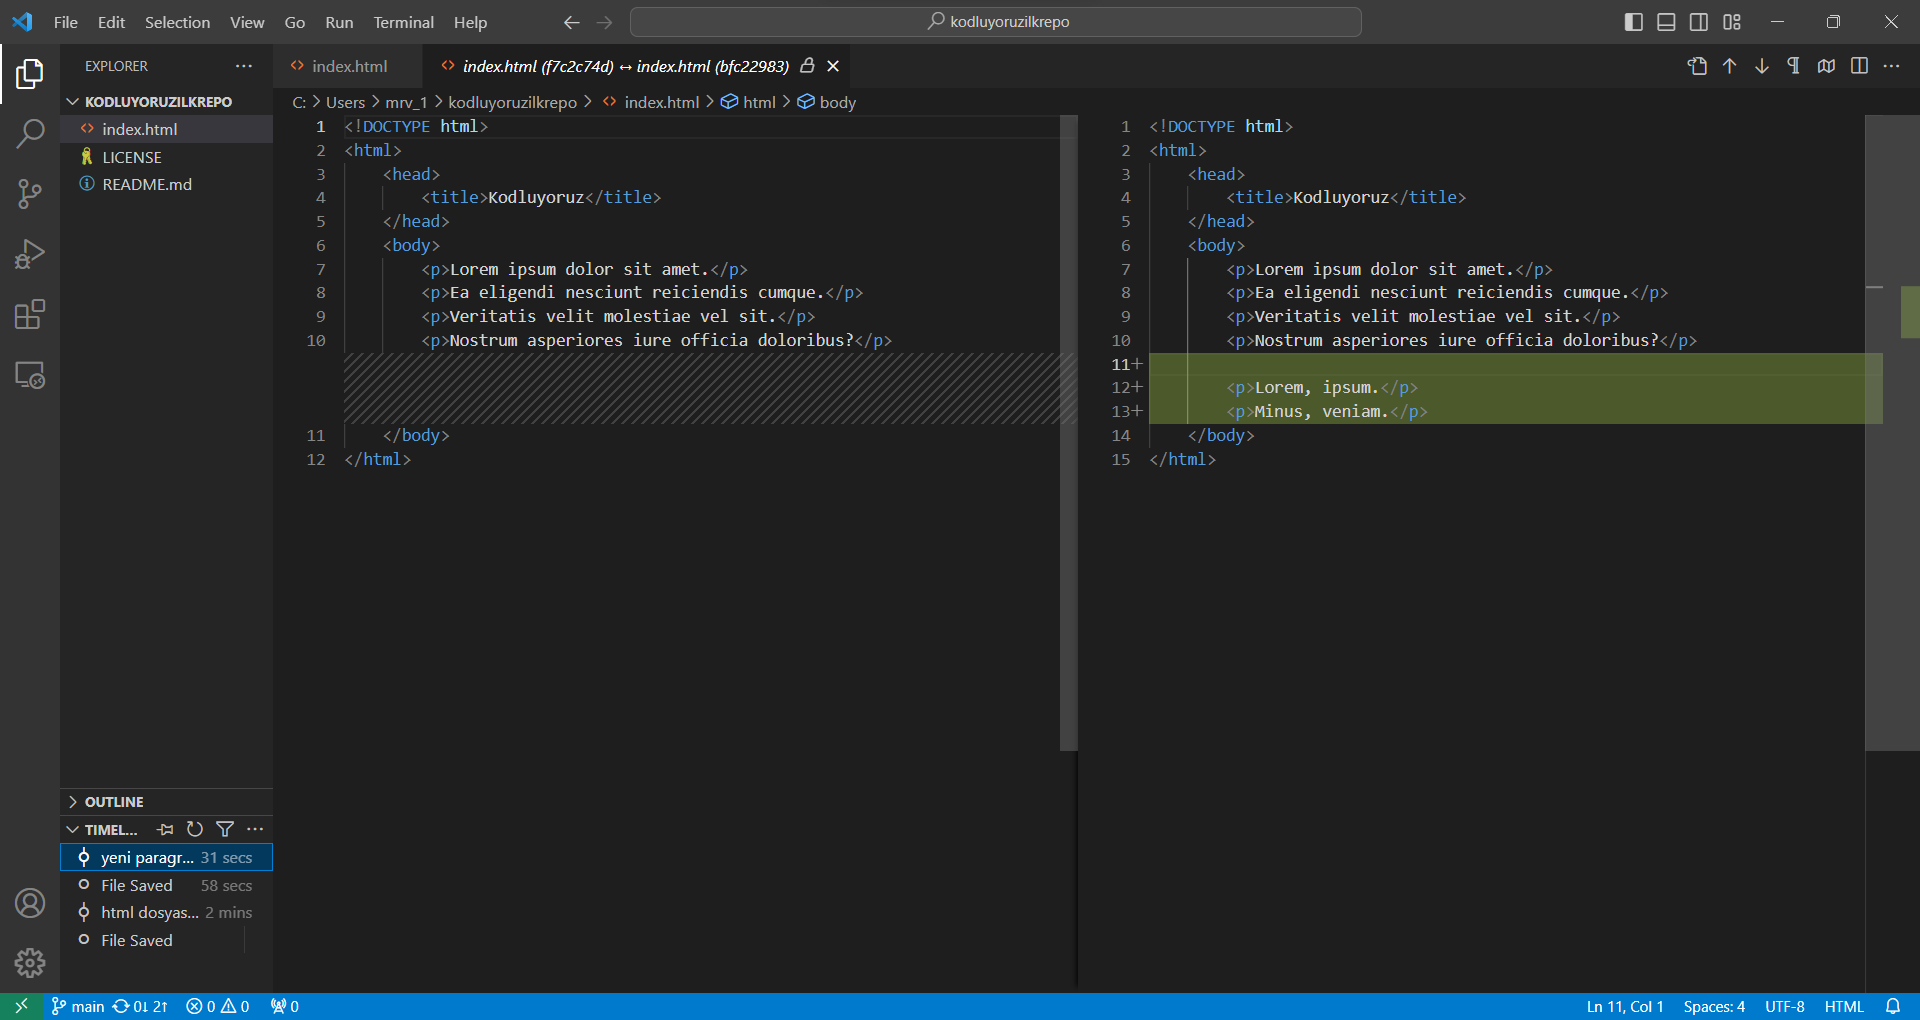 File Edit Selection View Go Run Terminal Help kodluyoruzilkrepo
EXPLORER
index.html index.html (f7c2c74d) ↔ index.html (bfc22983)
C: > Users > mrv_1 > kodluyoruzilkrepo > index.html > html > body
KODLUYORUZILKREPO
index.html
LICENSE
README.md
1 <!DOCTYPE html>
2 <html>
3 <head>
4 <title>Kodluyoruz</title>
5 </head>
6 <body>
7 <p>Lorem ipsum dolor sit amet.</p>
8 <p>Ea eligendi nesciunt reiciendis cumque.</p>
9 <p>Veritatis velit molestiae vel sit.</p>
10 <p>Nostrum asperiores iure officia doloribus?</p>
11 </body>
12 </html>
1 <!DOCTYPE html>
2 <html>
3 <head>
4 <title>Kodluyoruz</title>
5 </head>
6 <body>
7 <p>Lorem ipsum dolor sit amet.</p>
8 <p>Ea eligendi nesciunt reiciendis cumque.</p>
9 <p>Veritatis velit molestiae vel sit.</p>
10 <p>Nostrum asperiores iure officia doloribus?</p>
11+
12+ <p>Lorem, ipsum.</p>
13+ <p>Minus, veniam.</p>
14 </body>
15 </html>
OUTLINE
TIMEL...
yeni paragr... 31 secs
File Saved 58 secs
html dosyas... 2 mins
File Saved
main 0↓ 2↑ 0 0 0 Ln 11, Col 1 Spaces: 4 UTF-8 HTML